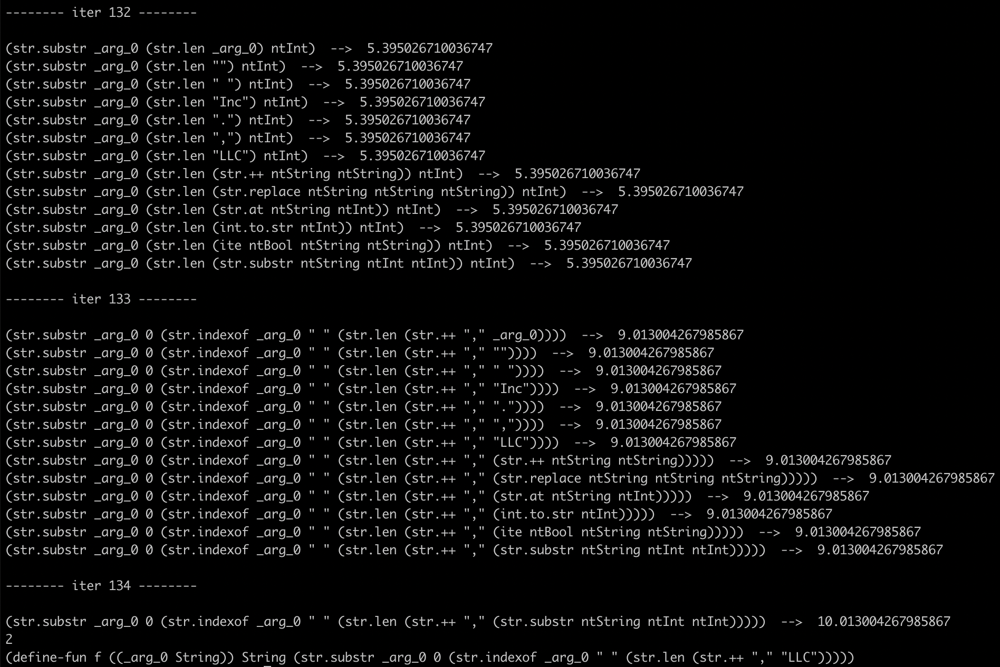 -------- iter 132 --------
(str.substr _arg_0 (str.len _arg_0) ntInt)  -->  5.395026710036747
(str.substr _arg_0 (str.len "") ntInt)  -->  5.395026710036747
(str.substr _arg_0 (str.len " ") ntInt)  -->  5.395026710036747
(str.substr _arg_0 (str.len "Inc") ntInt)  -->  5.395026710036747
(str.substr _arg_0 (str.len ".") ntInt)  -->  5.395026710036747
(str.substr _arg_0 (str.len ",") ntInt)  -->  5.395026710036747
(str.substr _arg_0 (str.len "LLC") ntInt)  -->  5.395026710036747
(str.substr _arg_0 (str.len (str.++ ntString ntString)) ntInt)  -->  5.395026710036747
(str.substr _arg_0 (str.len (str.replace ntString ntString ntString)) ntInt)  -->  5.395026710036747
(str.substr _arg_0 (str.len (str.at ntString ntInt)) ntInt)  -->  5.395026710036747
(str.substr _arg_0 (str.len (int.to.str ntInt)) ntInt)  -->  5.395026710036747
(str.substr _arg_0 (str.len (ite ntBool ntString ntString)) ntInt)  -->  5.395026710036747
(str.substr _arg_0 (str.len (str.substr ntString ntInt ntInt)) ntInt)  -->  5.395026710036747
-------- iter 133 --------
(str.substr _arg_0 0 (str.indexof _arg_0 " " (str.len (str.++ "," _arg_0))))  -->  9.013004267985867
(str.substr _arg_0 0 (str.indexof _arg_0 " " (str.len (str.++ "," ""))))  -->  9.013004267985867
(str.substr _arg_0 0 (str.indexof _arg_0 " " (str.len (str.++ "," " "))))  -->  9.013004267985867
(str.substr _arg_0 0 (str.indexof _arg_0 " " (str.len (str.++ "," "Inc"))))  -->  9.013004267985867
(str.substr _arg_0 0 (str.indexof _arg_0 " " (str.len (str.++ "," "."))))  -->  9.013004267985867
(str.substr _arg_0 0 (str.indexof _arg_0 " " (str.len (str.++ "," ","))))  -->  9.013004267985867
(str.substr _arg_0 0 (str.indexof _arg_0 " " (str.len (str.++ "," "LLC"))))  -->  9.013004267985867
(str.substr _arg_0 0 (str.indexof _arg_0 " " (str.len (str.++ "," (str.++ ntString ntString)))))  -->  9.013004267985867
(str.substr _arg_0 0 (str.indexof _arg_0 " " (str.len (str.++ "," (str.replace ntString ntString ntString)))))  -->  9.013004267985867
(str.substr _arg_0 0 (str.indexof _arg_0 " " (str.len (str.++ "," (str.at ntString ntInt)))))  -->  9.013004267985867
(str.substr _arg_0 0 (str.indexof _arg_0 " " (str.len (str.++ "," (int.to.str ntInt)))))  -->  9.013004267985867
(str.substr _arg_0 0 (str.indexof _arg_0 " " (str.len (str.++ "," (ite ntBool ntString ntString)))))  -->  9.013004267985867
(str.substr _arg_0 0 (str.indexof _arg_0 " " (str.len (str.++ "," (str.substr ntString ntInt ntInt)))))  -->  9.013004267985867
-------- iter 134 --------
(str.substr _arg_0 0 (str.indexof _arg_0 " " (str.len (str.++ "," (str.substr ntString ntInt ntInt)))))  -->  10.013004267985867
2
(define-fun f ((_arg_0 String)) String (str.substr _arg_0 0 (str.indexof _arg_0 " " (str.len (str.++ "," "LLC")))))